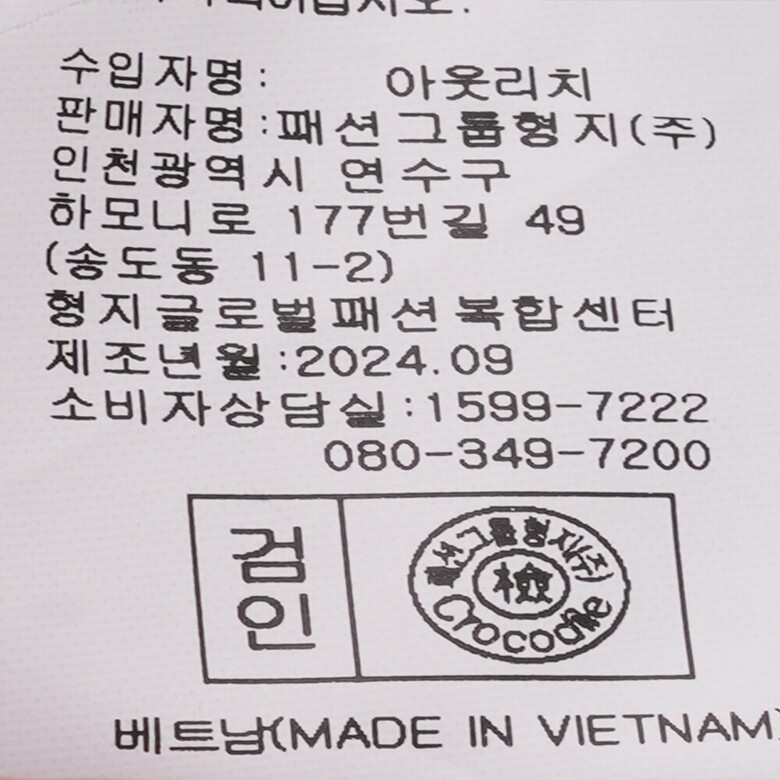 수입자명: 아웃리치
판매자명:패션그룹형지(주)
인천광역시 연수구
하모니로 177번길 49
(송도동 11-2)
형지글로벌패션복합센터
제조년월:2024.09
소비자상담실:1599-7222
080-349-7200
검인
패션그룹형지(주)
檢
Crocodile
베트남(MADE IN VIETNAM)